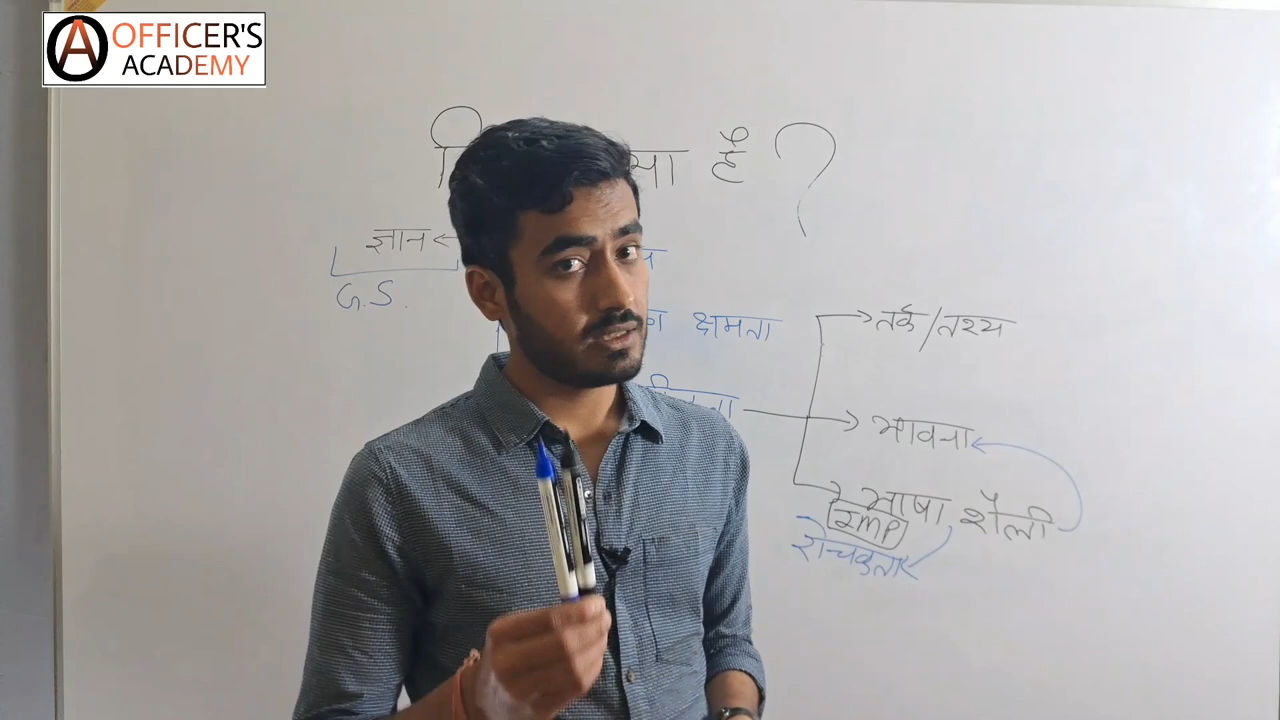 OFFICER'S
ACADEMY
है ?
ज्ञान
G.S.
क्षमता
तर्क/तथ्य
भावना
भाषा शैली
IMP
रोचकता